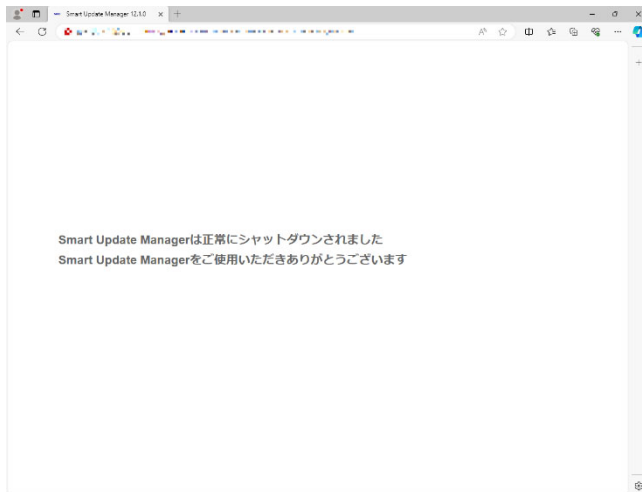 Smart Update Manager 12.1.0
Smart Update Managerは正常にシャットダウンされました
Smart Update Managerをご使用いただきありがとうございます